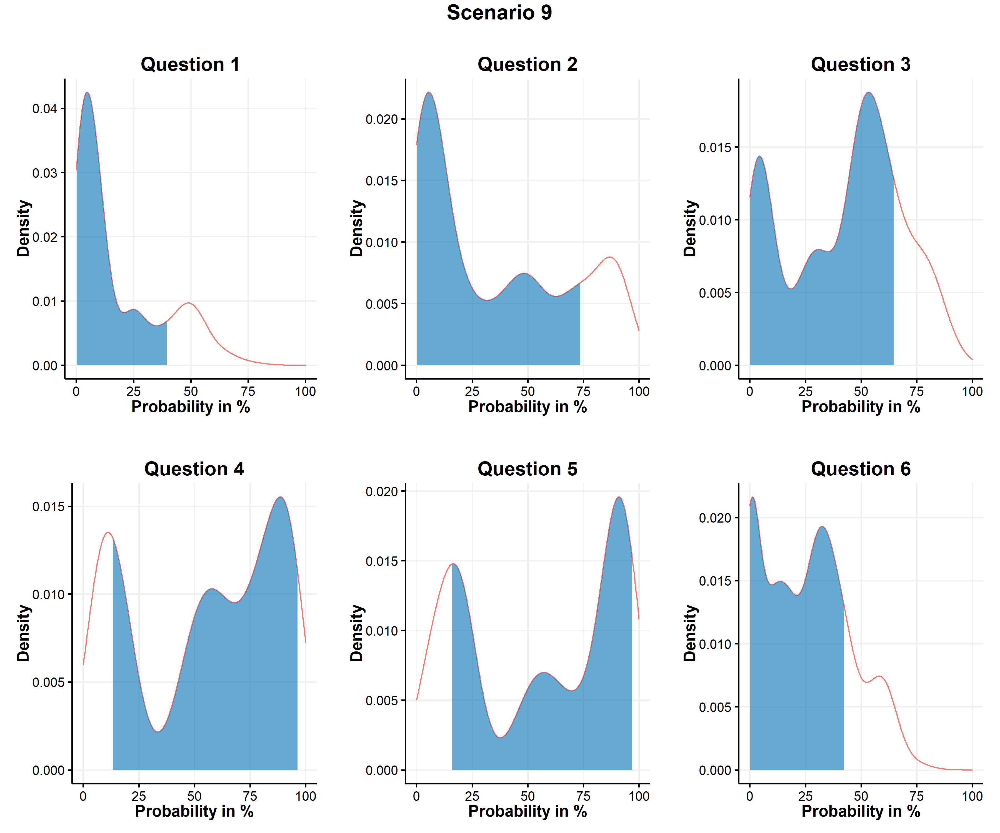 Scenario 9
Question 1
Density
0.04
0.03
0.02
0.01
0.00
0 25 50 75 100
Probability in %
Question 2
Density
0.020
0.015
0.010
0.005
0.000
0 25 50 75 100
Probability in %
Question 3
Density
0.015
0.010
0.005
0.000
0 25 50 75 100
Probability in %
Question 4
Density
0.015
0.010
0.005
0.000
0 25 50 75 100
Probability in %
Question 5
Density
0.020
0.015
0.010
0.005
0.000
0 25 50 75 100
Probability in %
Question 6
Density
0.020
0.015
0.010
0.005
0.000
0 25 50 75 100
Probability in %